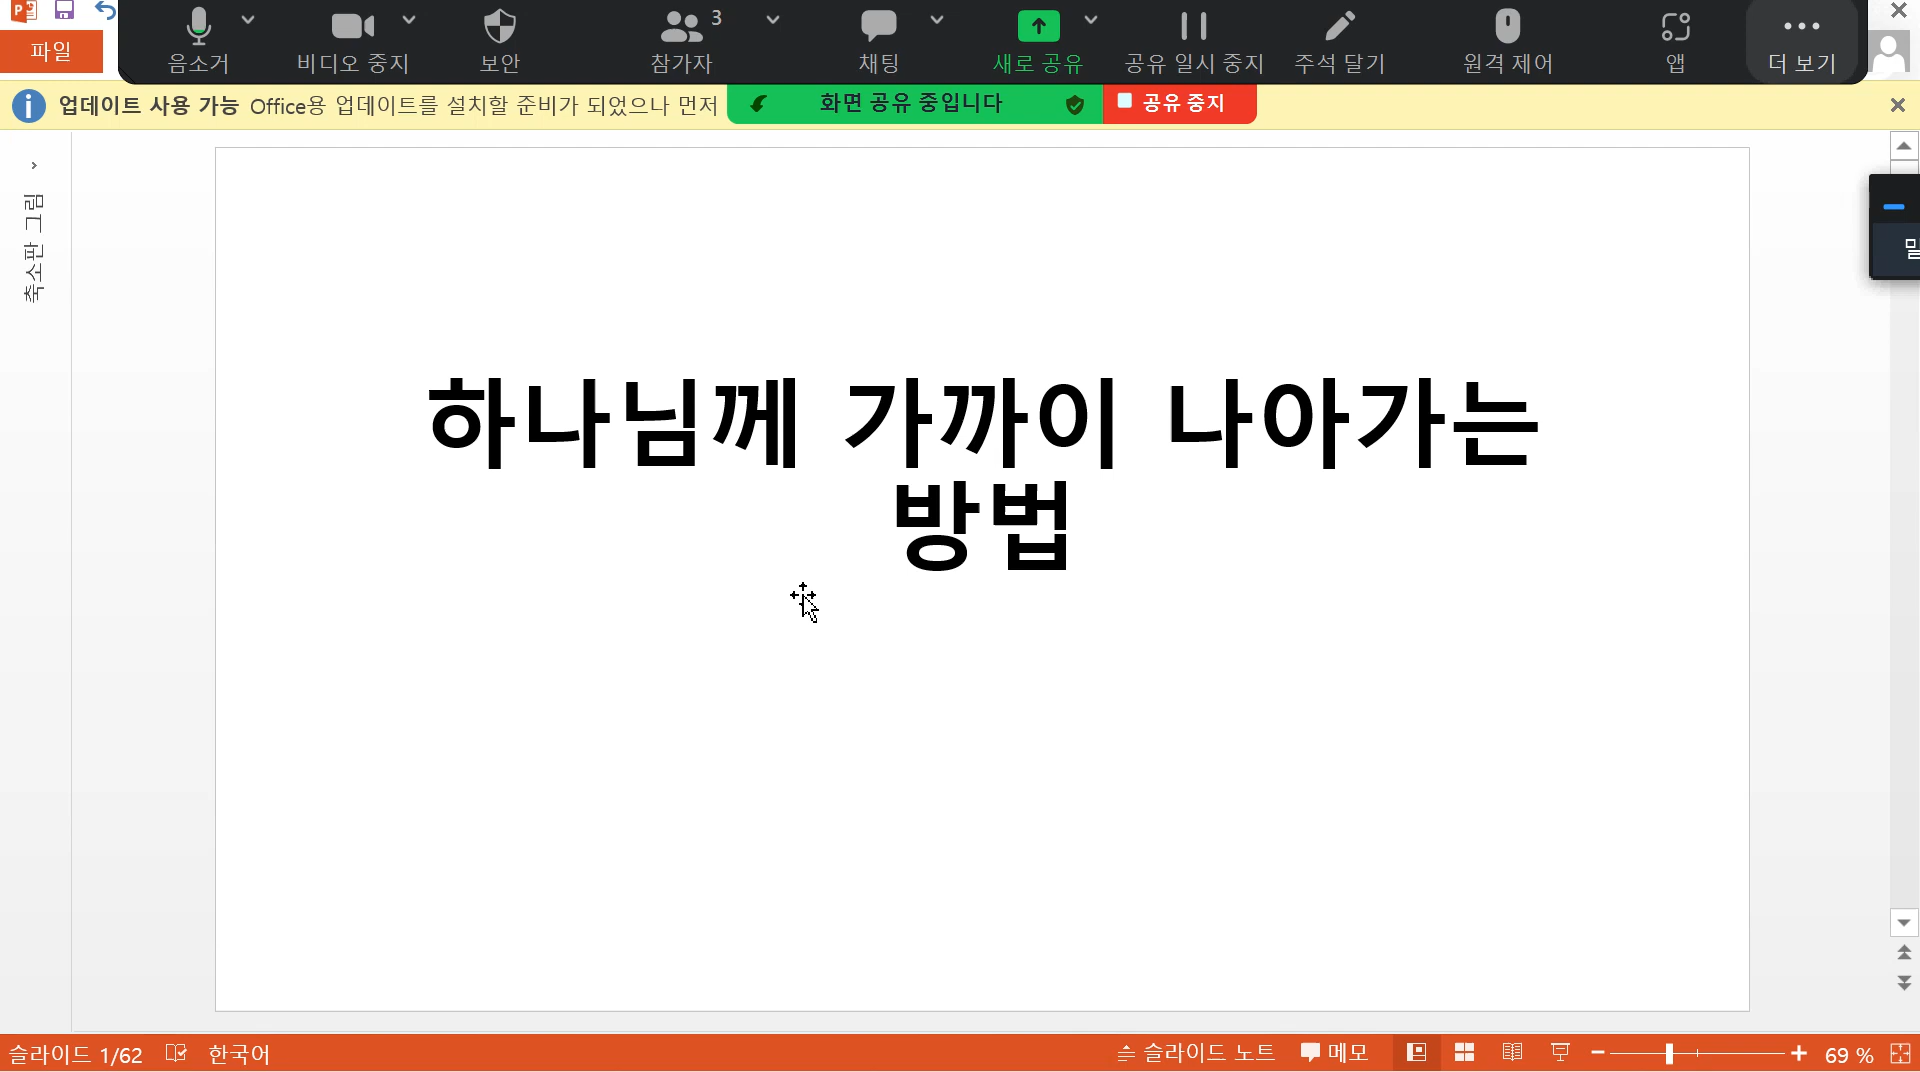 음소거
비디오 중지
보안
참가자
3
채팅
새로 공유
공유 일시 중지
주석 달기
원격 제어
앱
더 보기
파일
업데이트 사용 가능 Office용 업데이트를 설치할 준비가 되었으나 먼저
화면 공유 중입니다
공유 중지
축소판 그림
하나님께 가까이 나아가는
방법
슬라이드 1/62
한국어
슬라이드 노트
메모
69 %